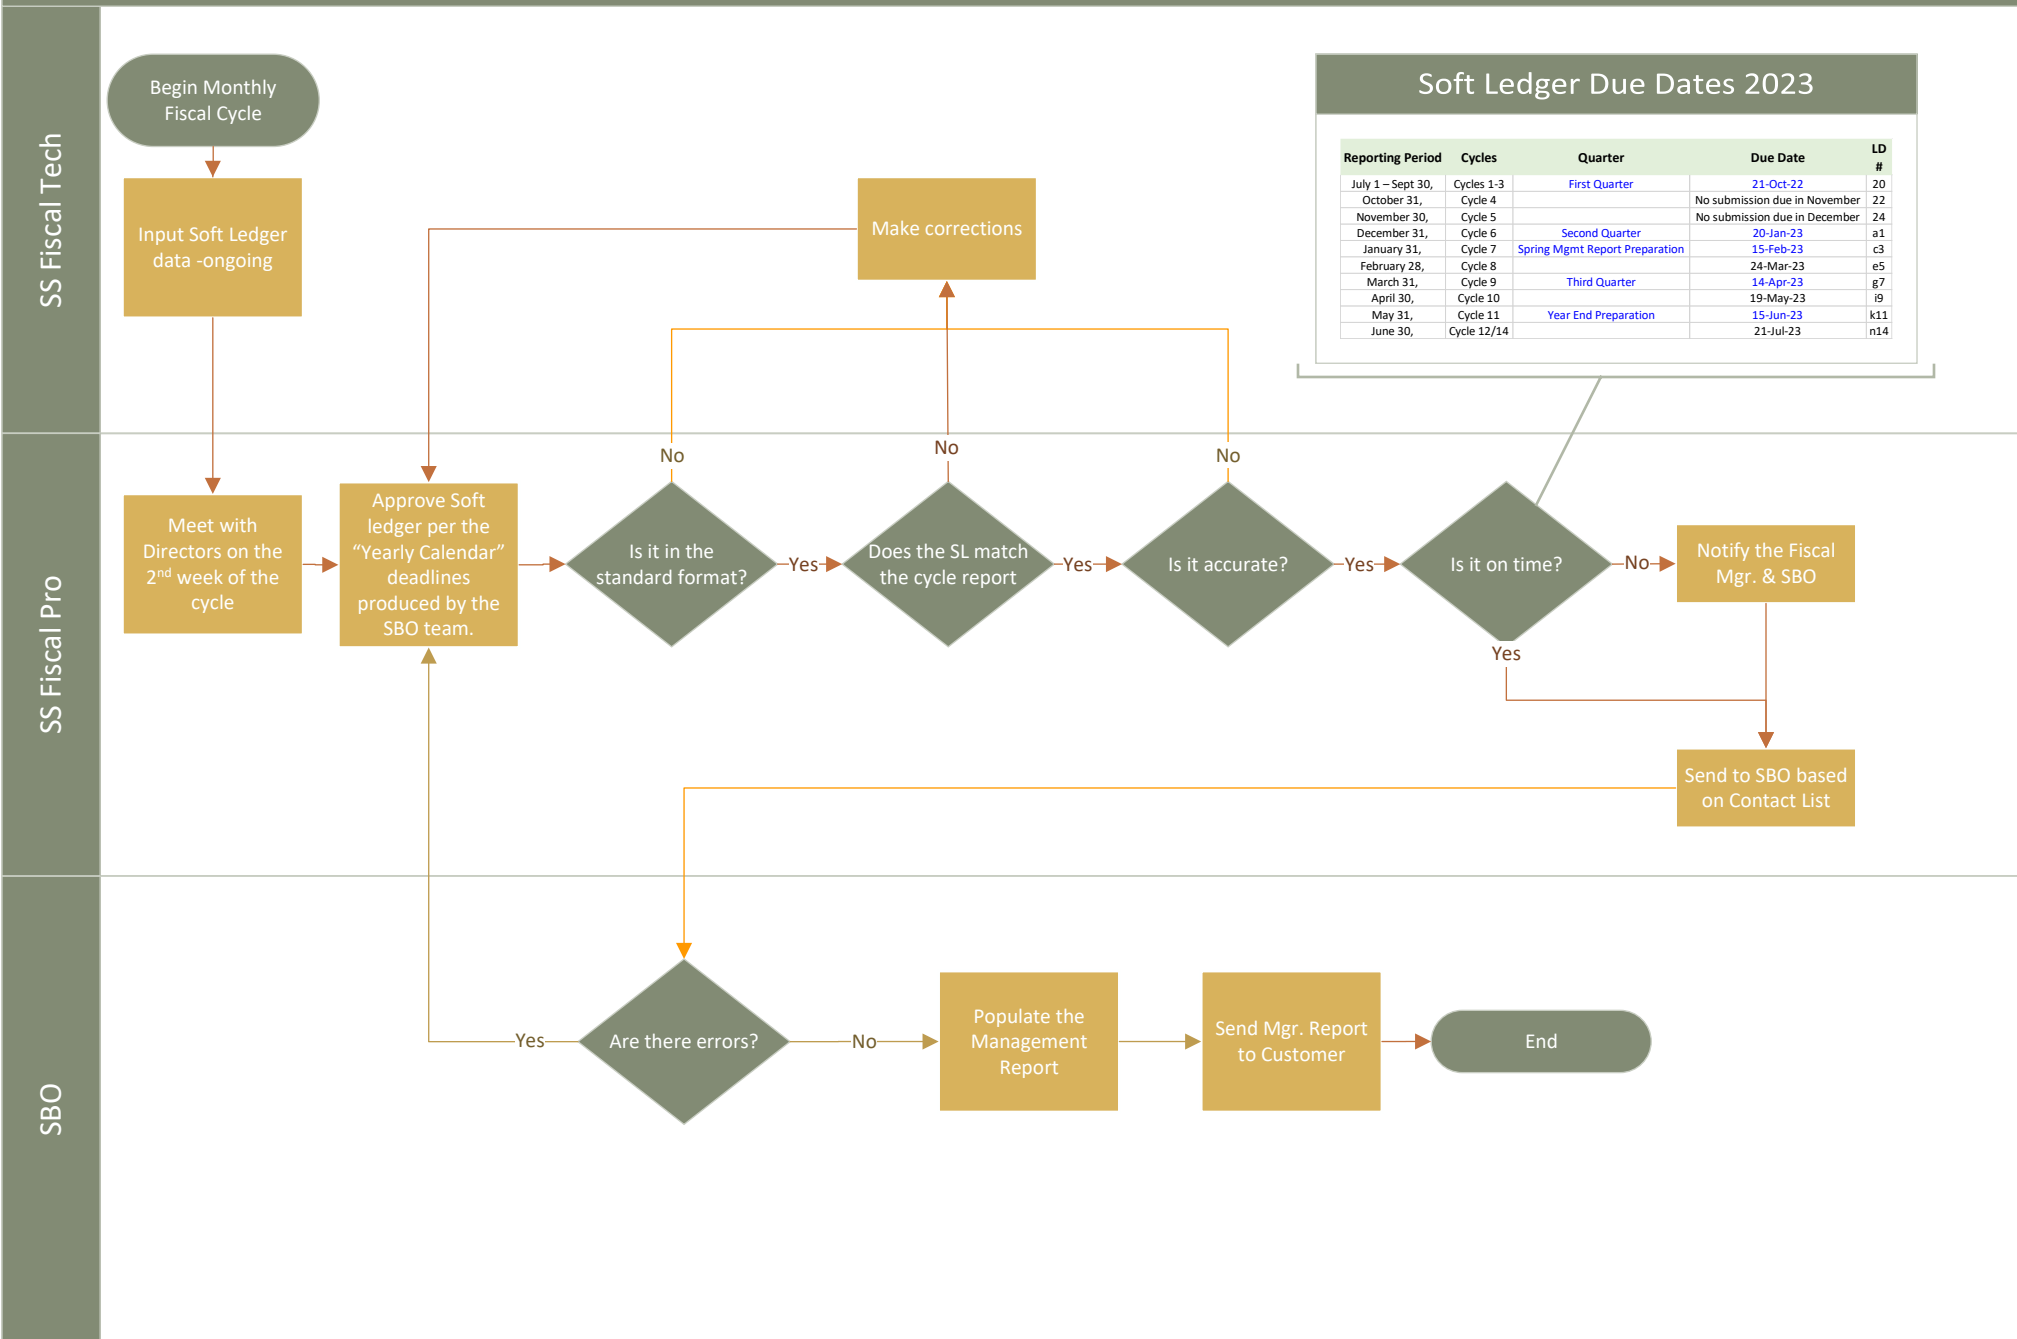 SS Fiscal Tech
Begin Monthly
Fiscal Cycle
Input Soft Ledger
data -ongoing
Make corrections
Soft Ledger Due Dates 2023
Reporting Period Cycles Quarter Due Date LD
#
July 1 – Sept 30, Cycles 1-3 First Quarter 21-Oct-22 20
October 31, Cycle 4 No submission due in November 22
November 30, Cycle 5 No submission due in December 24
December 31, Cycle 6 Second Quarter 20-Jan-23 a1
January 31, Cycle 7 Spring Mgmt Report Preparation 15-Feb-23 c3
February 28, Cycle 8 24-Mar-23 e5
March 31, Cycle 9 Third Quarter 14-Apr-23 g7
April 30, Cycle 10 19-May-23 i9
May 31, Cycle 11 Year End Preparation 15-Jun-23 k11
June 30, Cycle 12/14 21-Jul-23 n14
SS Fiscal Pro
Meet with
Directors on the
2nd week of the
cycle
Approve Soft
ledger per the
“Yearly Calendar”
deadlines
produced by the
SBO team.
No
Is it in the
standard format?
Yes
No
Does the SL match
the cycle report
Yes
No
Is it accurate?
Yes
Is it on time?
No
Yes
Notify the Fiscal
Mgr. & SBO
Send to SBO based
on Contact List
SBO
Yes
Are there errors?
No
Populate the
Management
Report
Send Mgr. Report
to Customer
End